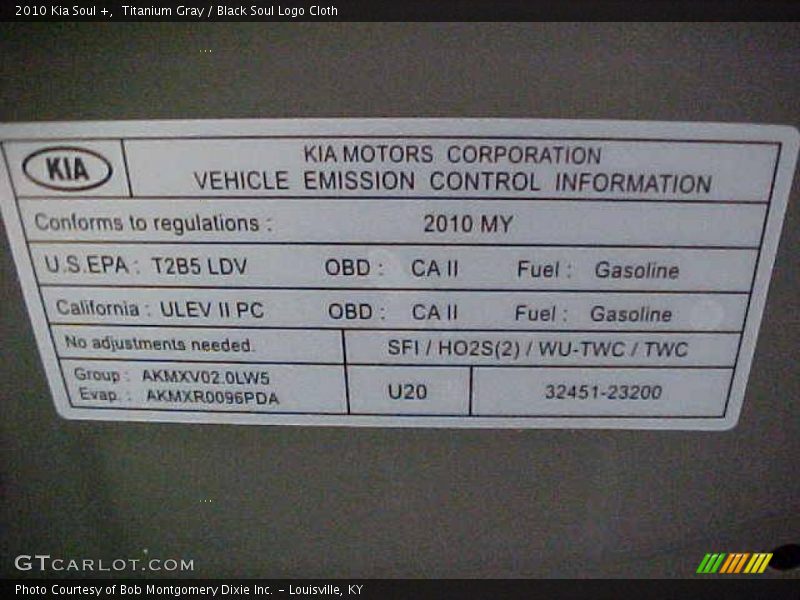 2010 Kia Soul +, Titanium Gray / Black Soul Logo Cloth
KIA
KIA MOTORS CORPORATION
VEHICLE EMISSION CONTROL INFORMATION
Conforms to regulations : 2010 MY
U.S.EPA : T2B5 LDV OBD : CA II Fuel : Gasoline
California : ULEV II PC OBD : CA II Fuel : Gasoline
No adjustments needed. SFI / HO2S(2) / WU-TWC / TWC
Group : AKMXV02.0LW5
Evap. : AKMXR0096PDA
U20 32451-23200
GTCARLOT.COM
Photo Courtesy of Bob Montgomery Dixie Inc. - Louisville, KY